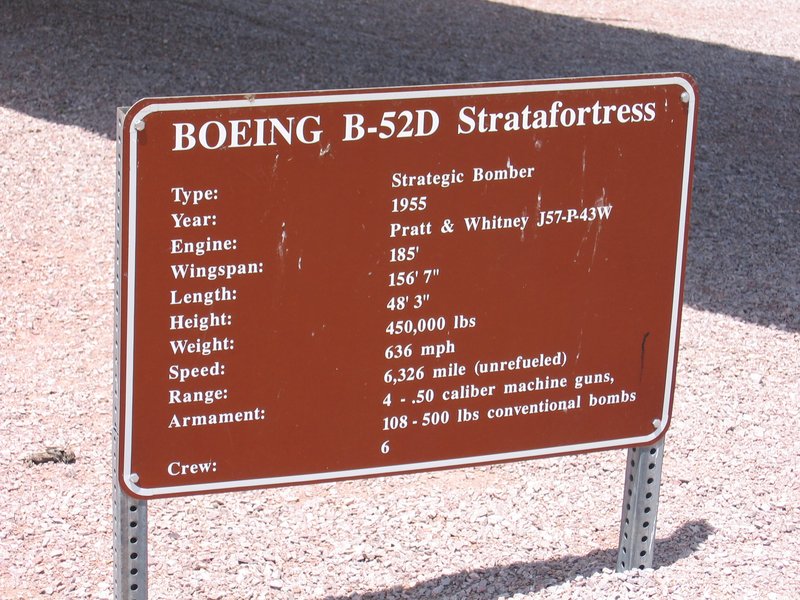 BOEING B-52D Stratafortress
Type: Strategic Bomber
Year: 1955
Engine: Pratt & Whitney J57-P-43W
Wingspan: 185'
Length: 156' 7"
Height: 48' 3"
Weight: 450,000 lbs
Speed: 636 mph
Range: 6,326 mile (unrefueled)
Armament: 4 - .50 caliber machine guns,
108 - 500 lbs conventional bombs
Crew: 6